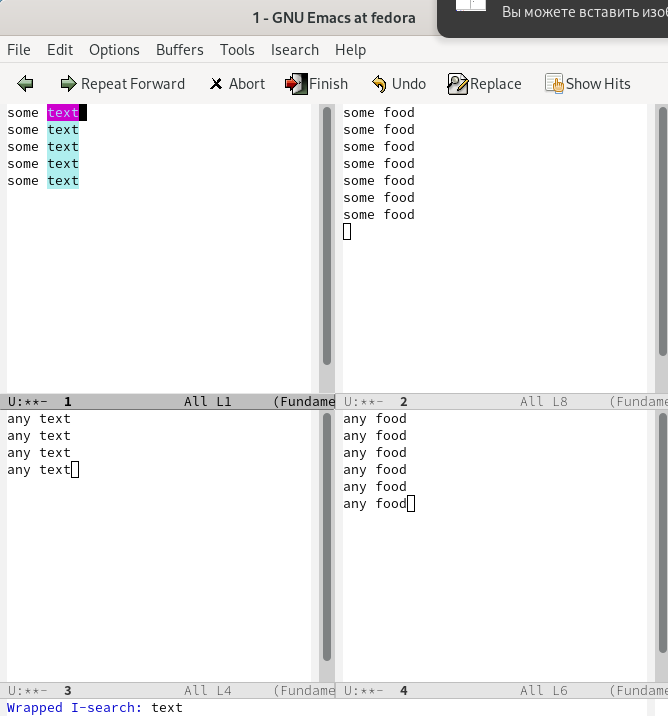 1 - GNU Emacs at fedora
Вы можете вставить изоб
File Edit Options Buffers Tools Isearch Help
Repeat Forward Abort Finish Undo Replace Show Hits
some text
some text
some text
some text
some text
U:**- 1 All L1 (Fundame
some food
some food
some food
some food
some food
some food
some food
U:**- 2 All L8 (Fundame
any text
any text
any text
any text
U:**- 3 All L4 (Fundame
any food
any food
any food
any food
any food
any food
U:**- 4 All L6 (Fundame
Wrapped I-search: text